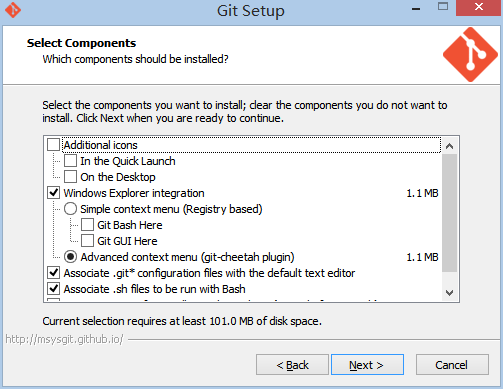 Git Setup
Select Components
Which components should be installed?
Select the components you want to install; clear the components you do not want to
install. Click Next when you are ready to continue.
Additional icons
In the Quick Launch
On the Desktop
Windows Explorer integration 1.1 MB
Simple context menu (Registry based)
Git Bash Here
Git GUI Here
Advanced context menu (git-cheetah plugin) 1.1 MB
Associate .git* configuration files with the default text editor
Associate .sh files to be run with Bash
Current selection requires at least 101.0 MB of disk space.
http://msysgit.github.io/
< Back
Next >
Cancel